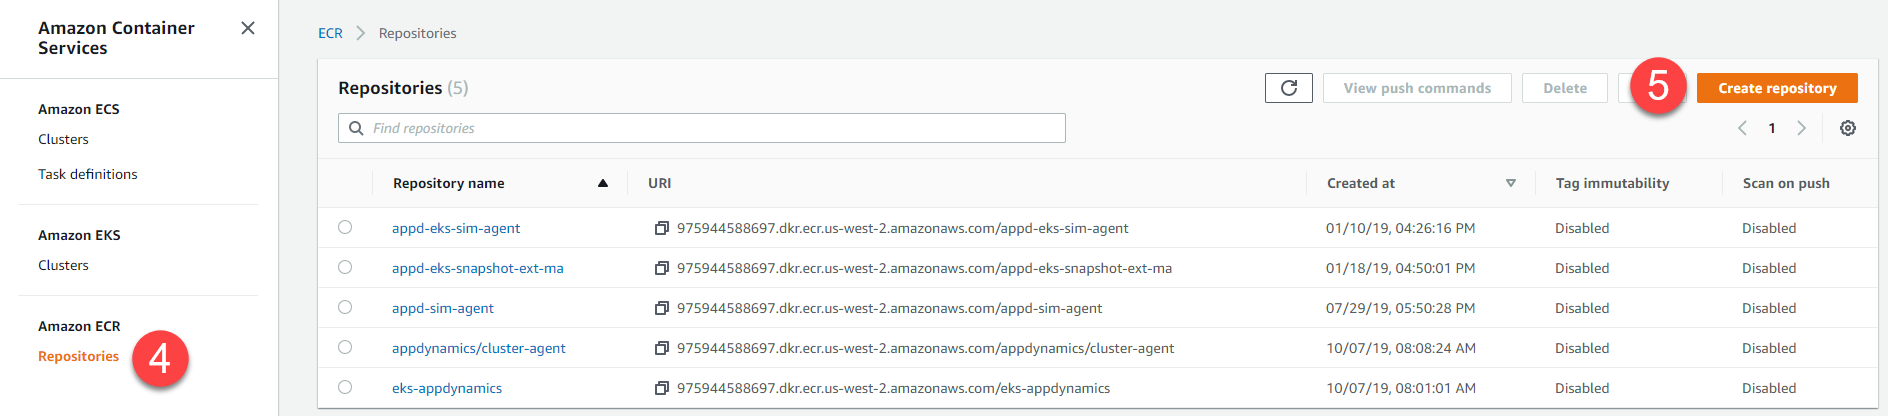 Amazon Container
Services
Amazon ECS
Clusters
Task definitions
Amazon EKS
Clusters
Amazon ECR
Repositories
4
ECR > Repositories
Repositories (5)
View push commands
Delete
5
Create repository
Find repositories
1
Repository name URI Created at Tag immutability Scan on push
appd-eks-sim-agent 975944588697.dkr.ecr.us-west-2.amazonaws.com/appd-eks-sim-agent 01/10/19, 04:26:16 PM Disabled Disabled
appd-eks-snapshot-ext-ma 975944588697.dkr.ecr.us-west-2.amazonaws.com/appd-eks-snapshot-ext-ma 01/18/19, 04:50:01 PM Disabled Disabled
appd-sim-agent 975944588697.dkr.ecr.us-west-2.amazonaws.com/appd-sim-agent 07/29/19, 05:50:28 PM Disabled Disabled
appdynamics/cluster-agent 975944588697.dkr.ecr.us-west-2.amazonaws.com/appdynamics/cluster-agent 10/07/19, 08:08:24 AM Disabled Disabled
eks-appdynamics 975944588697.dkr.ecr.us-west-2.amazonaws.com/eks-appdynamics 10/07/19, 08:01:01 AM Disabled Disabled